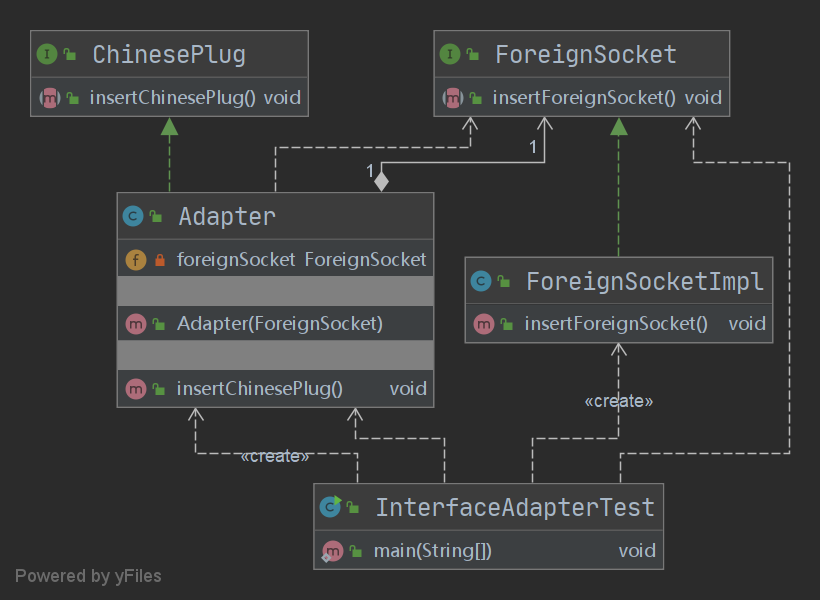 ChinesePlug
insertChinesePlug() void
ForeignSocket
insertForeignSocket() void
1
1
Adapter
foreignSocket ForeignSocket
Adapter(ForeignSocket)
insertChinesePlug() void
ForeignSocketImpl
insertForeignSocket() void
«create»
«create»
InterfaceAdapterTest
main(String[]) void
Powered by yFiles